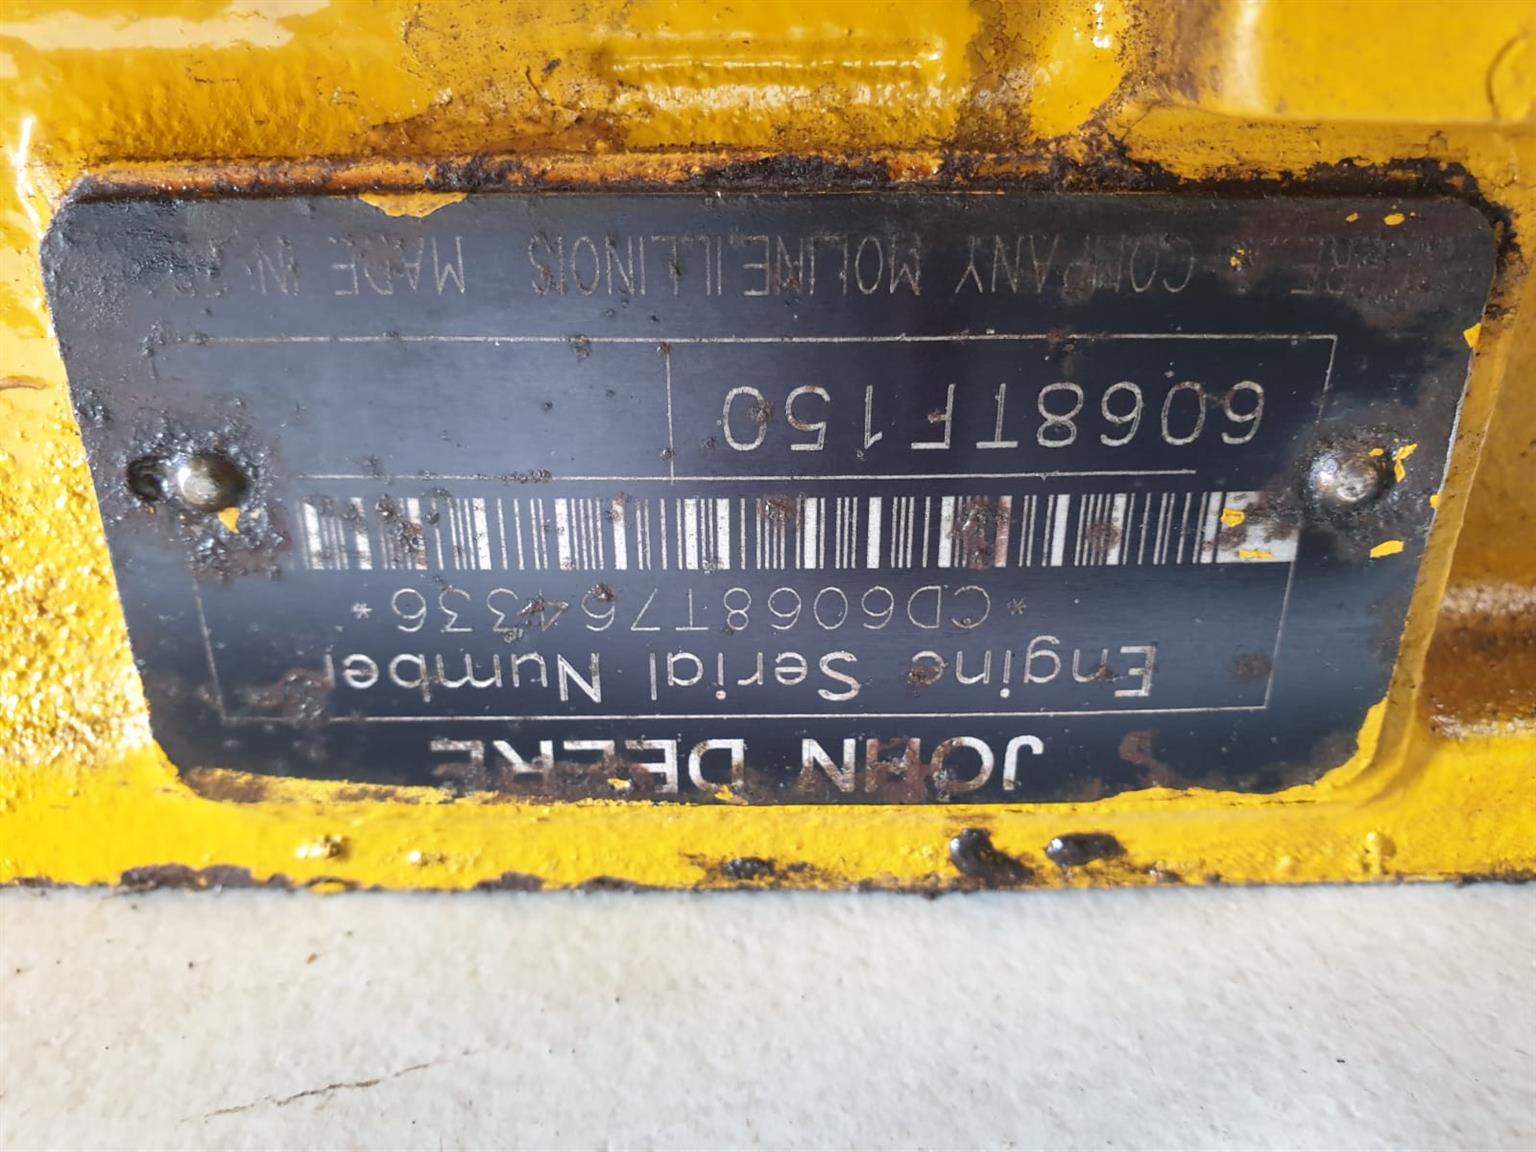 JOHN DEERE
Engine Serial Number
*CD6068T764336*
6068TF150
COMPANY MOLINE, ILLINOIS MADE IN